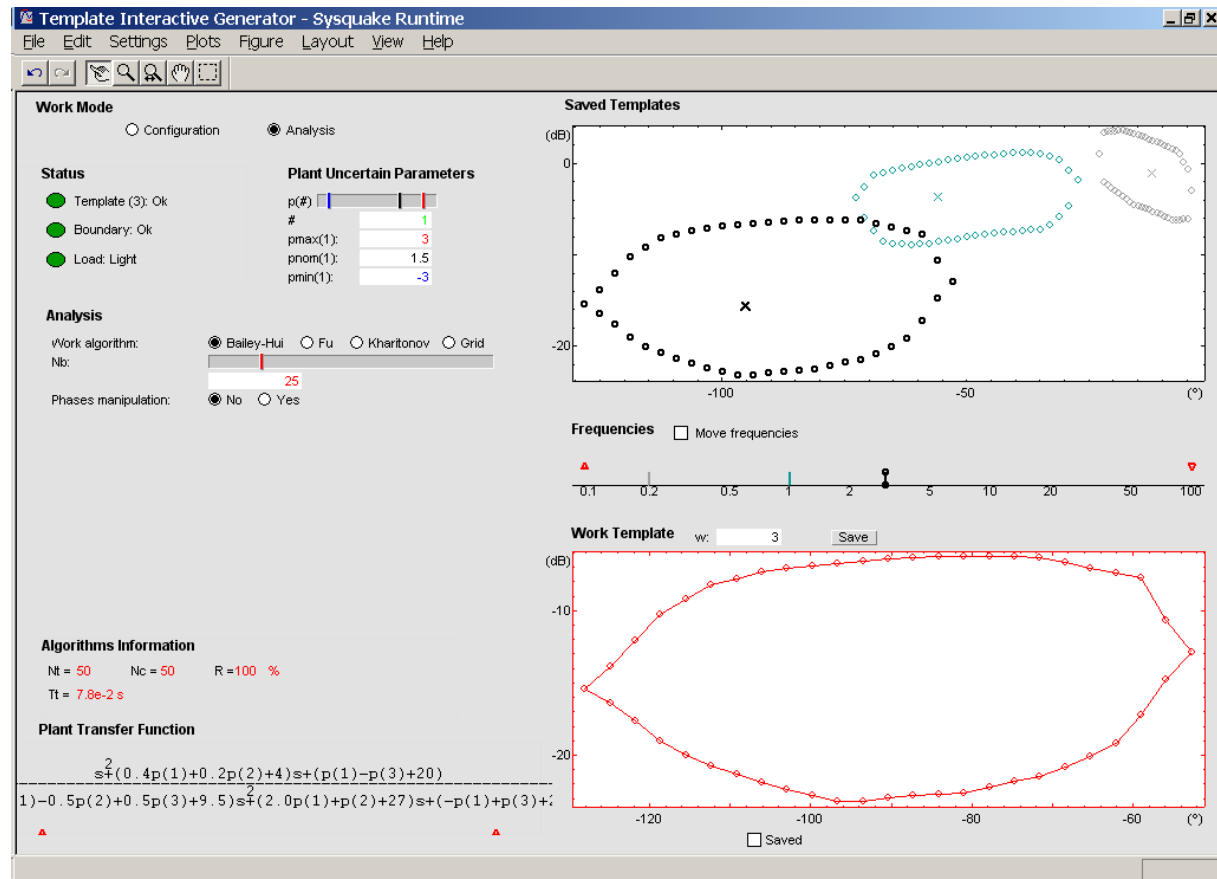 Template Interactive Generator - Sysquake Runtime
File Edit Settings Plots Figure Layout View Help
Work Mode
Configuration Analysis
Status
Template (3): Ok
Boundary: Ok
Load: Light
Plant Uncertain Parameters
p(#)
# 1
pmax(1): 3
pnom(1): 1.5
pmin(1): -3
Analysis
Work algorithm: Bailey-Hui Fu Kharitonov Grid
Nb:
25
Phases manipulation: No Yes
Algorithms Information
Nt = 50 Nc = 50 R =100 %
Tt = 7.8e-2 s
Plant Transfer Function
2
s+(0.4p(1)+0.2p(2)+4)s+(p(1)-p(3)+20)
2
1)-0.5p(2)+0.5p(3)+9.5)s+(2.0p(1)+p(2)+27)s+(-p(1)+p(3)+2
Saved Templates
(dB)
0
-20
-100 -50 (°)
Frequencies Move frequencies
0.1 0.2 0.5 1 2 5 10 20 50 100
Work Template w: 3 Save
(dB)
-10
-20
-120 -100 -80 -60 (°)
Saved